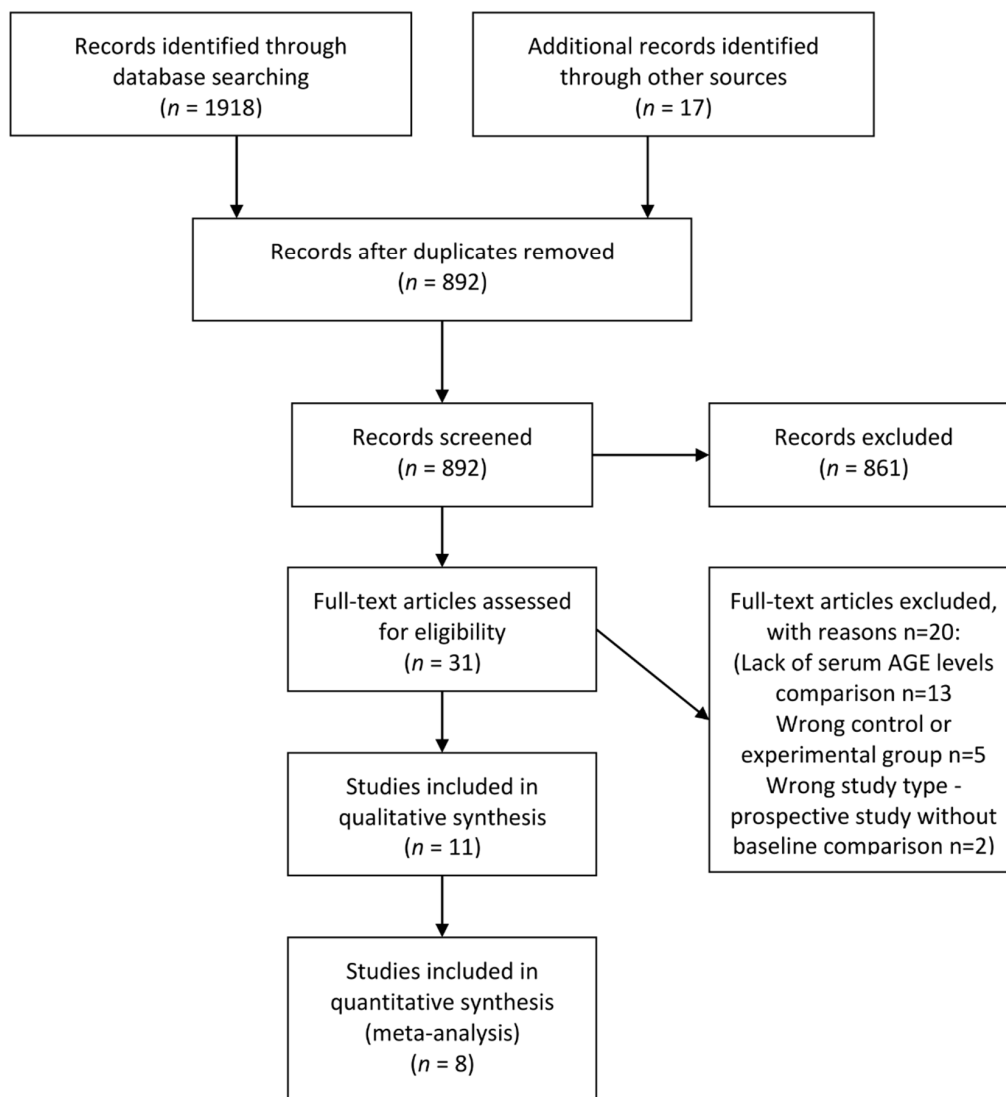 Records identified through
database searching
(n = 1918)
Additional records identified
through other sources
(n = 17)
Records after duplicates removed
(n = 892)
Records screened
(n = 892)
Records excluded
(n = 861)
Full-text articles assessed
for eligibility
(n = 31)
Full-text articles excluded,
with reasons n=20:
(Lack of serum AGE levels
comparison n=13
Wrong control or
experimental group n=5
Wrong study type -
prospective study without
baseline comparison n=2)
Studies included in
qualitative synthesis
(n = 11)
Studies included in
quantitative synthesis
(meta-analysis)
(n = 8)